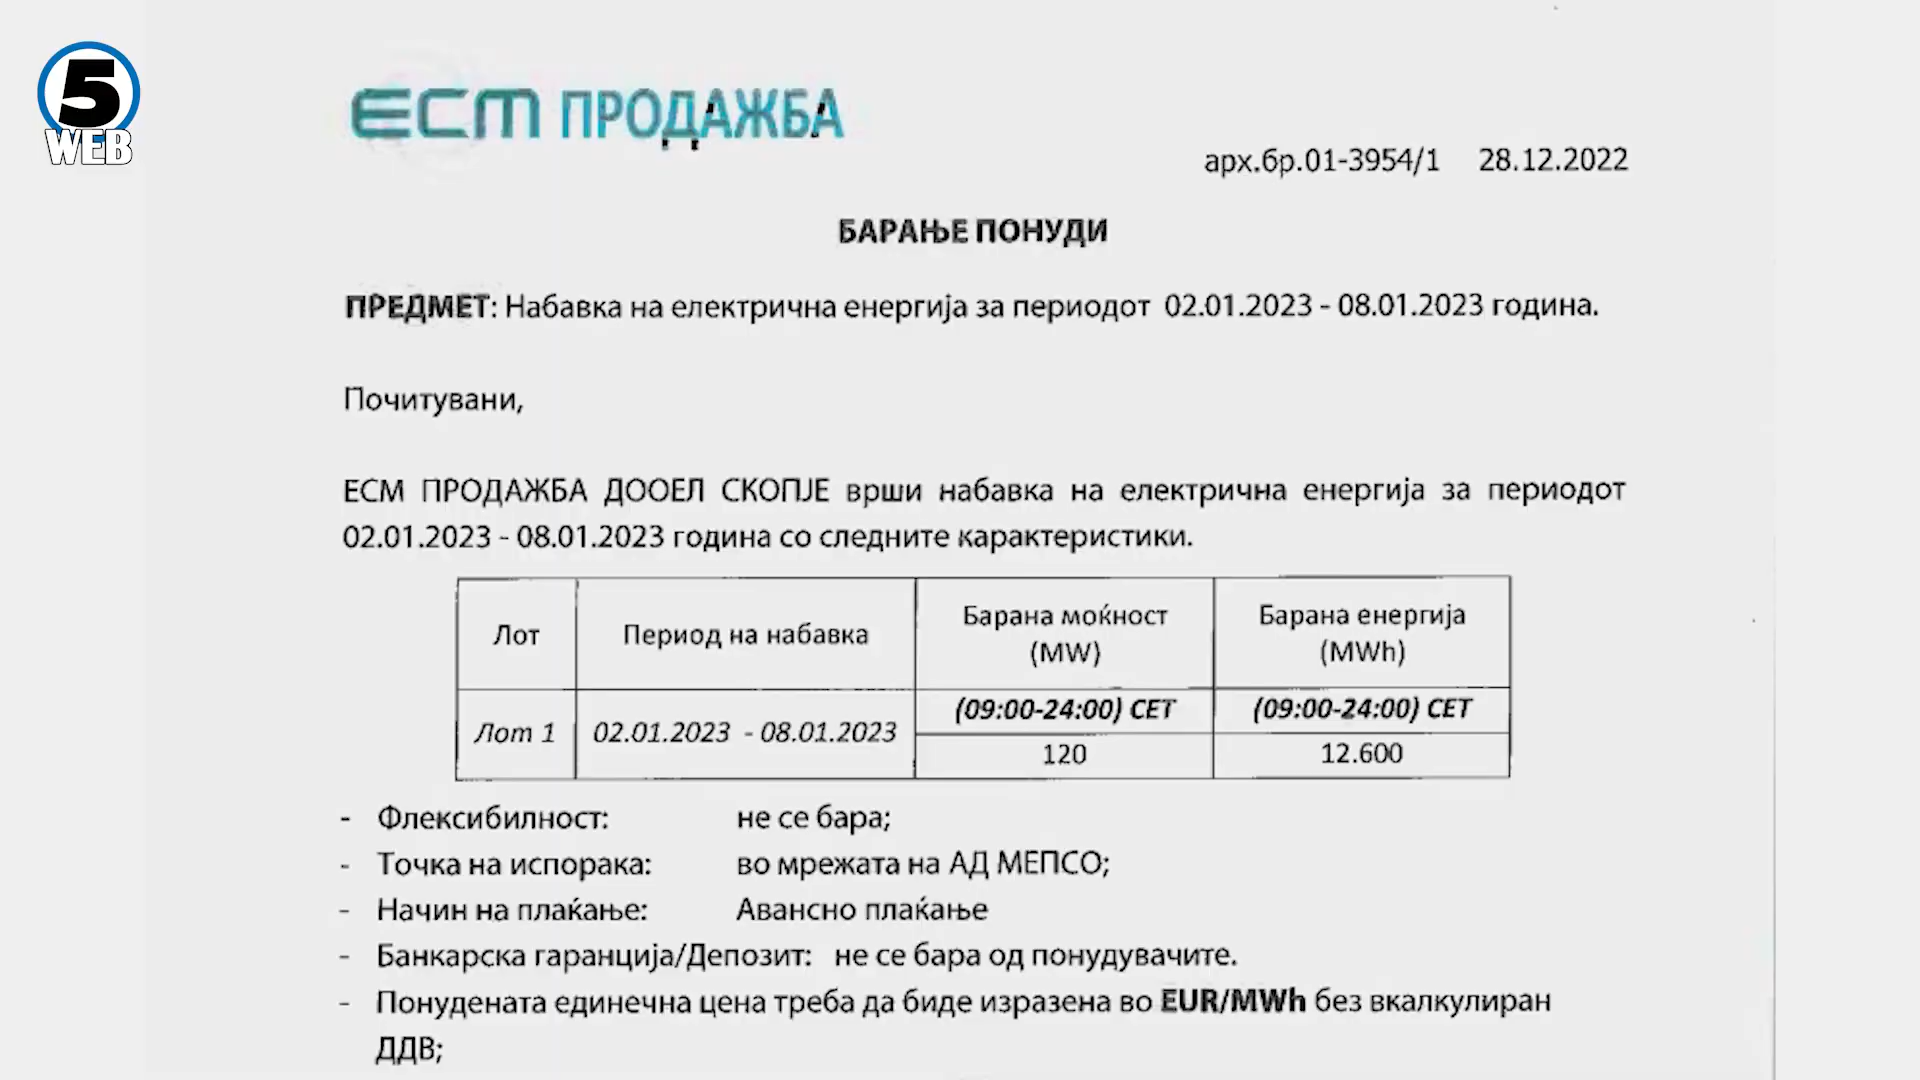 5
WEB
ЕСМ ПРОДАЖБА
арх.бр.01-3954/1 28.12.2022
БАРАЊЕ ПОНУДИ
ПРЕДМЕТ: Набавка на електрична енергија за периодот 02.01.2023 - 08.01.2023 година.
Почитувани,
ЕСМ ПРОДАЖБА ДООЕЛ СКОПЈЕ врши набавка на електрична енергија за периодот
02.01.2023 - 08.01.2023 година со следните карактеристики.
Лот Период на набавка Барана моќност (MW) Барана енергија (MWh)
(09:00-24:00) CET (09:00-24:00) CET
Лот 1 02.01.2023 - 08.01.2023
120 12.600
- Флексибилност: не се бара;
- Точка на испорака: во мрежата на АД МЕПСО;
- Начин на плаќање: Авансно плаќање
- Банкарска гаранција/Депозит: не се бара од понудувачите.
- Понудената единечна цена треба да биде изразена во EUR/MWh без вкалкулиран
ДДВ;